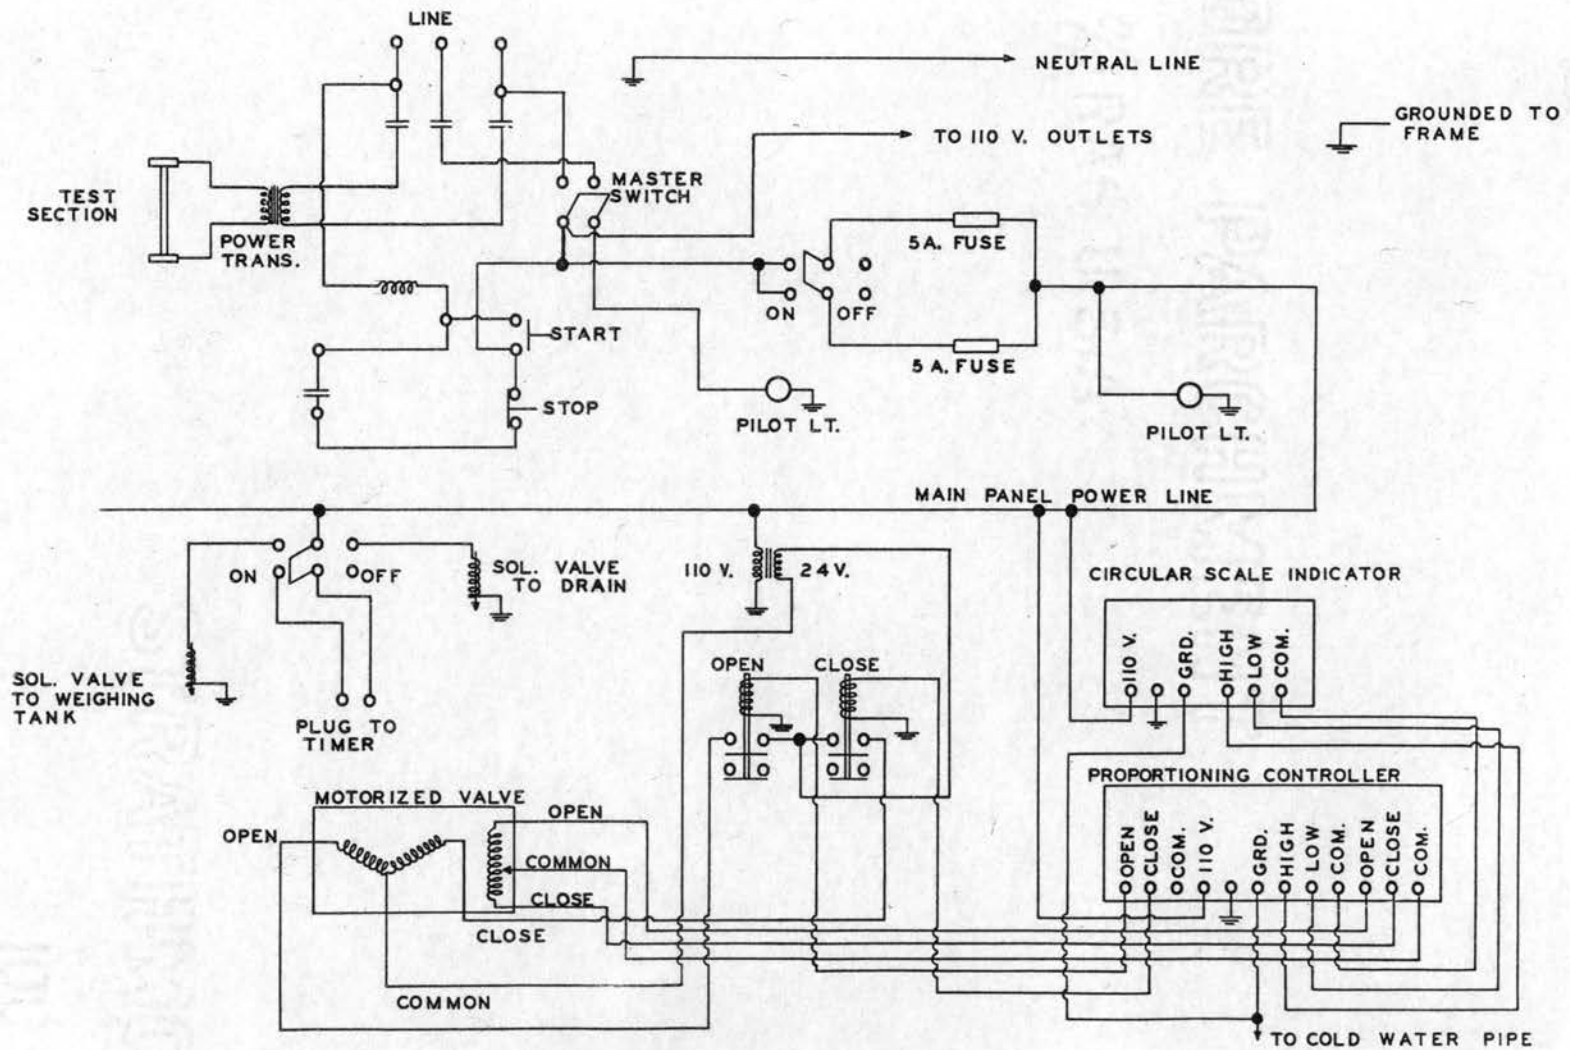 LINE
NEUTRAL LINE
GROUNDED TO
FRAME
TO 110 V. OUTLETS
MASTER
SWITCH
TEST
SECTION
POWER
TRANS.
5A. FUSE
ON
OFF
START
5A. FUSE
STOP
PILOT LT.
PILOT LT.
MAIN PANEL POWER LINE
ON
OFF
SOL. VALVE
TO DRAIN
110 V.
24V.
CIRCULAR SCALE INDICATOR
110 V.
GRD.
HIGH
LOW
COM.
SOL. VALVE
TO WEIGHING
TANK
PLUG TO
TIMER
OPEN
CLOSE
PROPORTIONING CONTROLLER
MOTORIZED VALVE
OPEN
OPEN
COMMON
CLOSE
CLOSE
COMMON
OPEN
CLOSE
COM.
110 V.
GRD.
HIGH
LOW
COM.
OPEN
CLOSE
COM.
TO COLD WATER PIPE